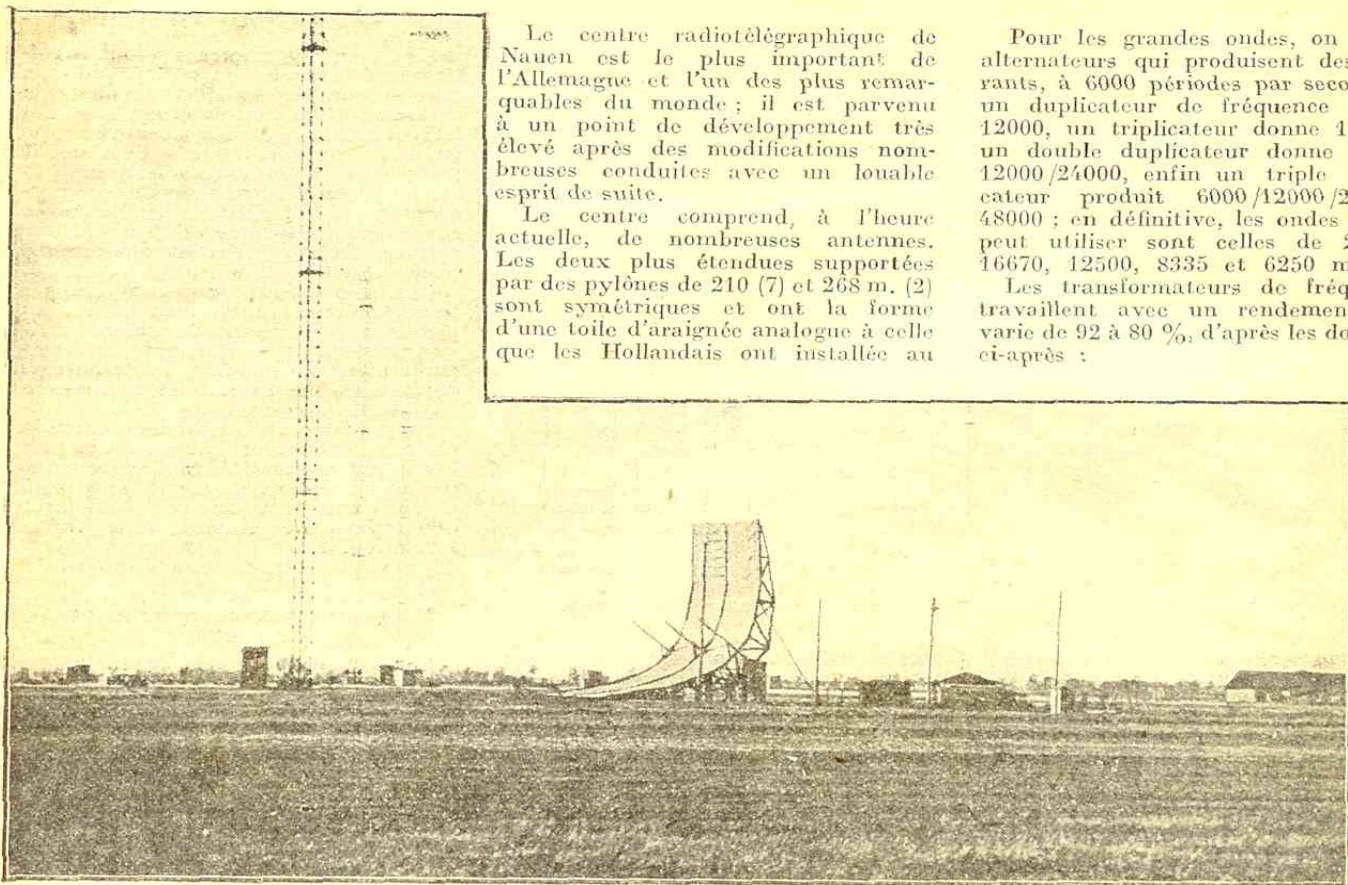 Le centre radiotélégraphique de
Nauen est le plus important de
l'Allemagne et l'un des plus remar-
quables du monde ; il est parvenu
à un point de développement très
élevé après des modifications nom-
breuses conduites avec un louable
esprit de suite.
Le centre comprend, à l'heure
actuelle, de nombreuses antennes.
Les deux plus étendues supportées
par des pylônes de 210 (7) et 268 m. (2)
sont symétriques et ont la forme
d'une toile d'araignée analogue à celle
que les Hollandais ont installée au
Pour les grandes ondes, on
alternateurs qui produisent des
rants, à 6000 périodes par seco
un duplicateur de fréquence
12000, un triplicateur donne 1
un double duplicateur donne
12000/24000, enfin un triple
cateur produit 6000/12000/2
48000 ; en définitive, les ondes
peut utiliser sont celles de
16670, 12500, 8335 et 6250 m
Les transformateurs de fréq
travaillent avec un rendemen
varie de 92 à 80 %, d'après les do
ci-après :